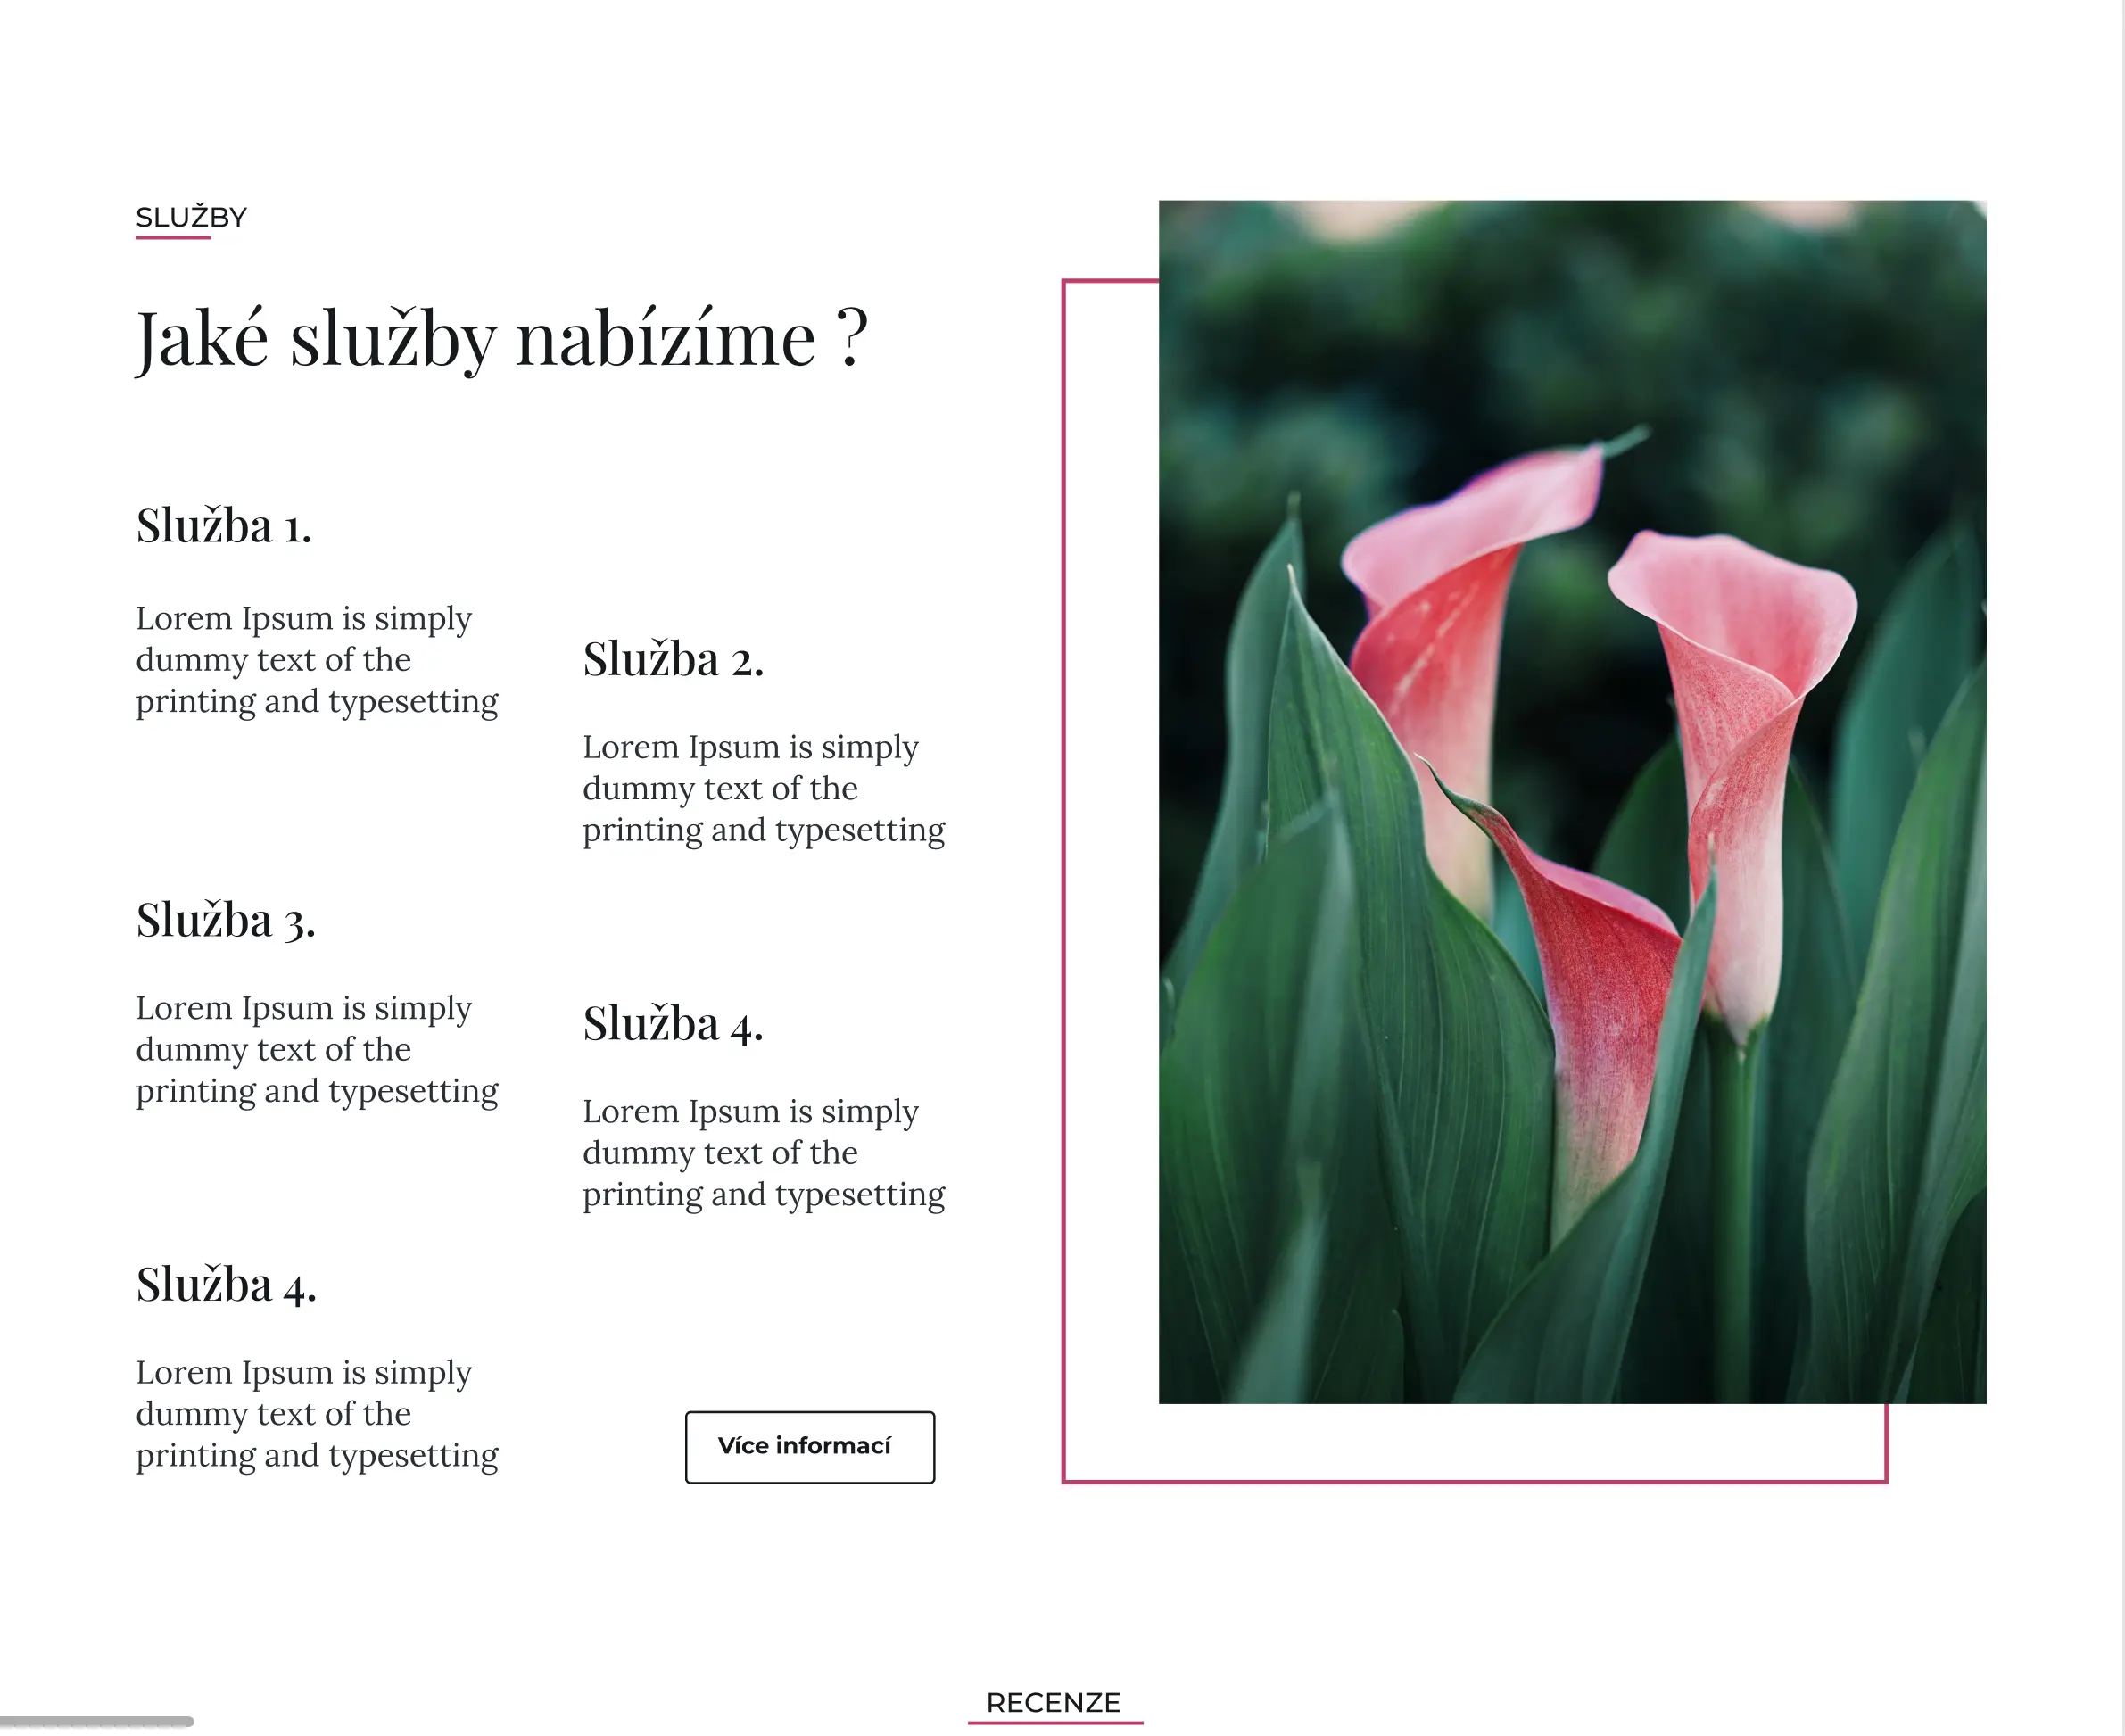 SLUŽBY
Jaké služby nabízíme ?
Služba 1.
Lorem Ipsum is simply
dummy text of the
printing and typesetting
Služba 2.
Lorem Ipsum is simply
dummy text of the
printing and typesetting
Služba 3.
Lorem Ipsum is simply
dummy text of the
printing and typesetting
Služba 4.
Lorem Ipsum is simply
dummy text of the
printing and typesetting
Služba 4.
Lorem Ipsum is simply
dummy text of the
printing and typesetting
Více informací
RECENZE